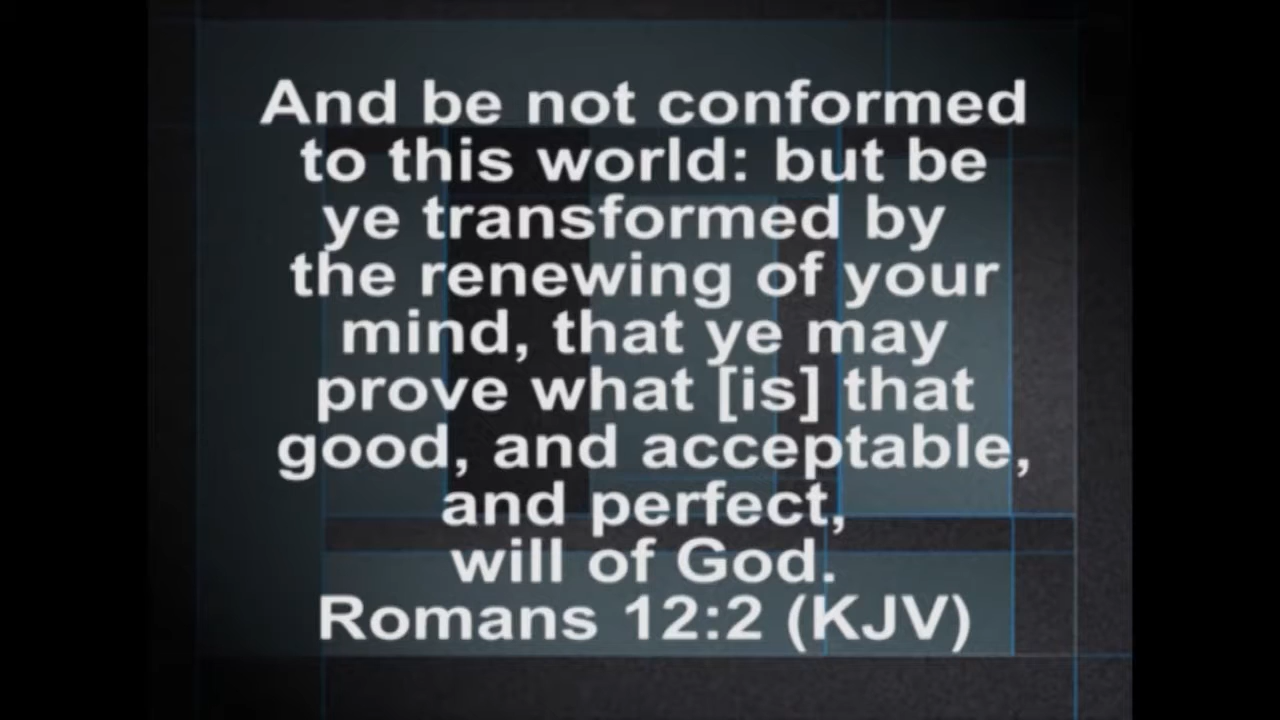 And be not conformed
to this world: but be
ye transformed by
the renewing of your
mind, that ye may
prove what [is] that
good, and acceptable,
and perfect,
will of God.
Romans 12:2 (KJV)